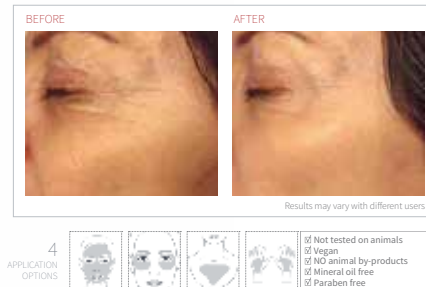 BEFORE
AFTER
Results may vary with different users
4
APPLICATION
OPTIONS
☑ Not tested on animals
☑ Vegan
☑ NO animal by-products
☑ Mineral oil free
☑ Paraben free